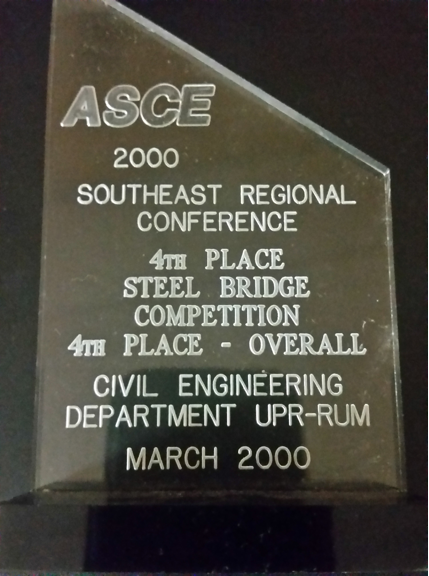 ASCE
2000
SOUTHEAST REGIONAL
CONFERENCE
4TH PLACE
STEEL BRIDGE
COMPETITION
4TH PLACE - OVERALL
CIVIL ENGINEERING
DEPARTMENT UPR-RUM
MARCH 2000